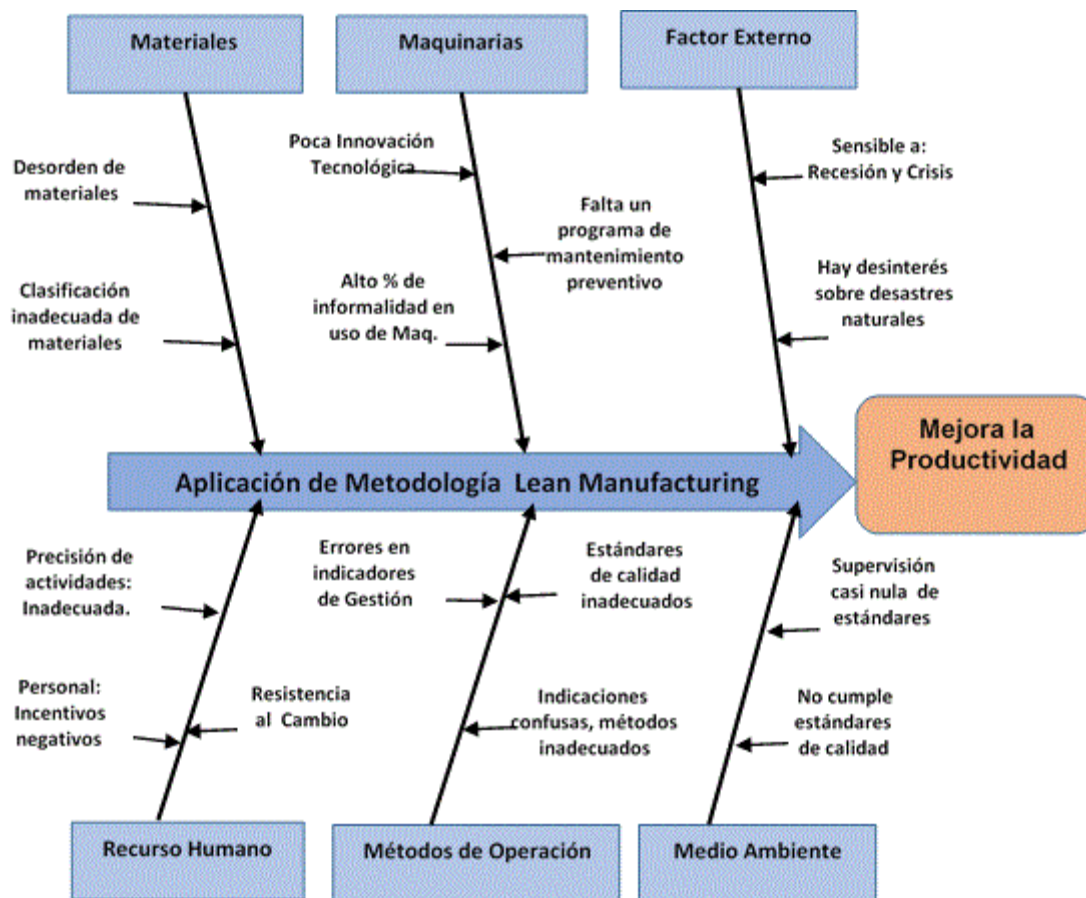 Materiales
Maquinarias
Factor Externo
Desorden de
materiales
Clasificación
inadecuada de
materiales
Poca Innovación
Tecnológica
Falta un
programa de
mantenimiento
preventivo
Alto % de
informalidad en
uso de Maq.
Sensible a:
Recesión y Crisis
Hay desinterés
sobre desastres
naturales
Aplicación de Metodología Lean Manufacturing
Mejora la
Productividad
Precisión de
actividades:
Inadecuada.
Personal:
Incentivos
negativos
Resistencia
al Cambio
Errores en
indicadores
de Gestión
Estándares
de calidad
inadecuados
Indicaciones
confusas, métodos
inadecuados
Supervisión
casi nula de
estándares
No cumple
estándares
de calidad
Recurso Humano
Métodos de Operación
Medio Ambiente